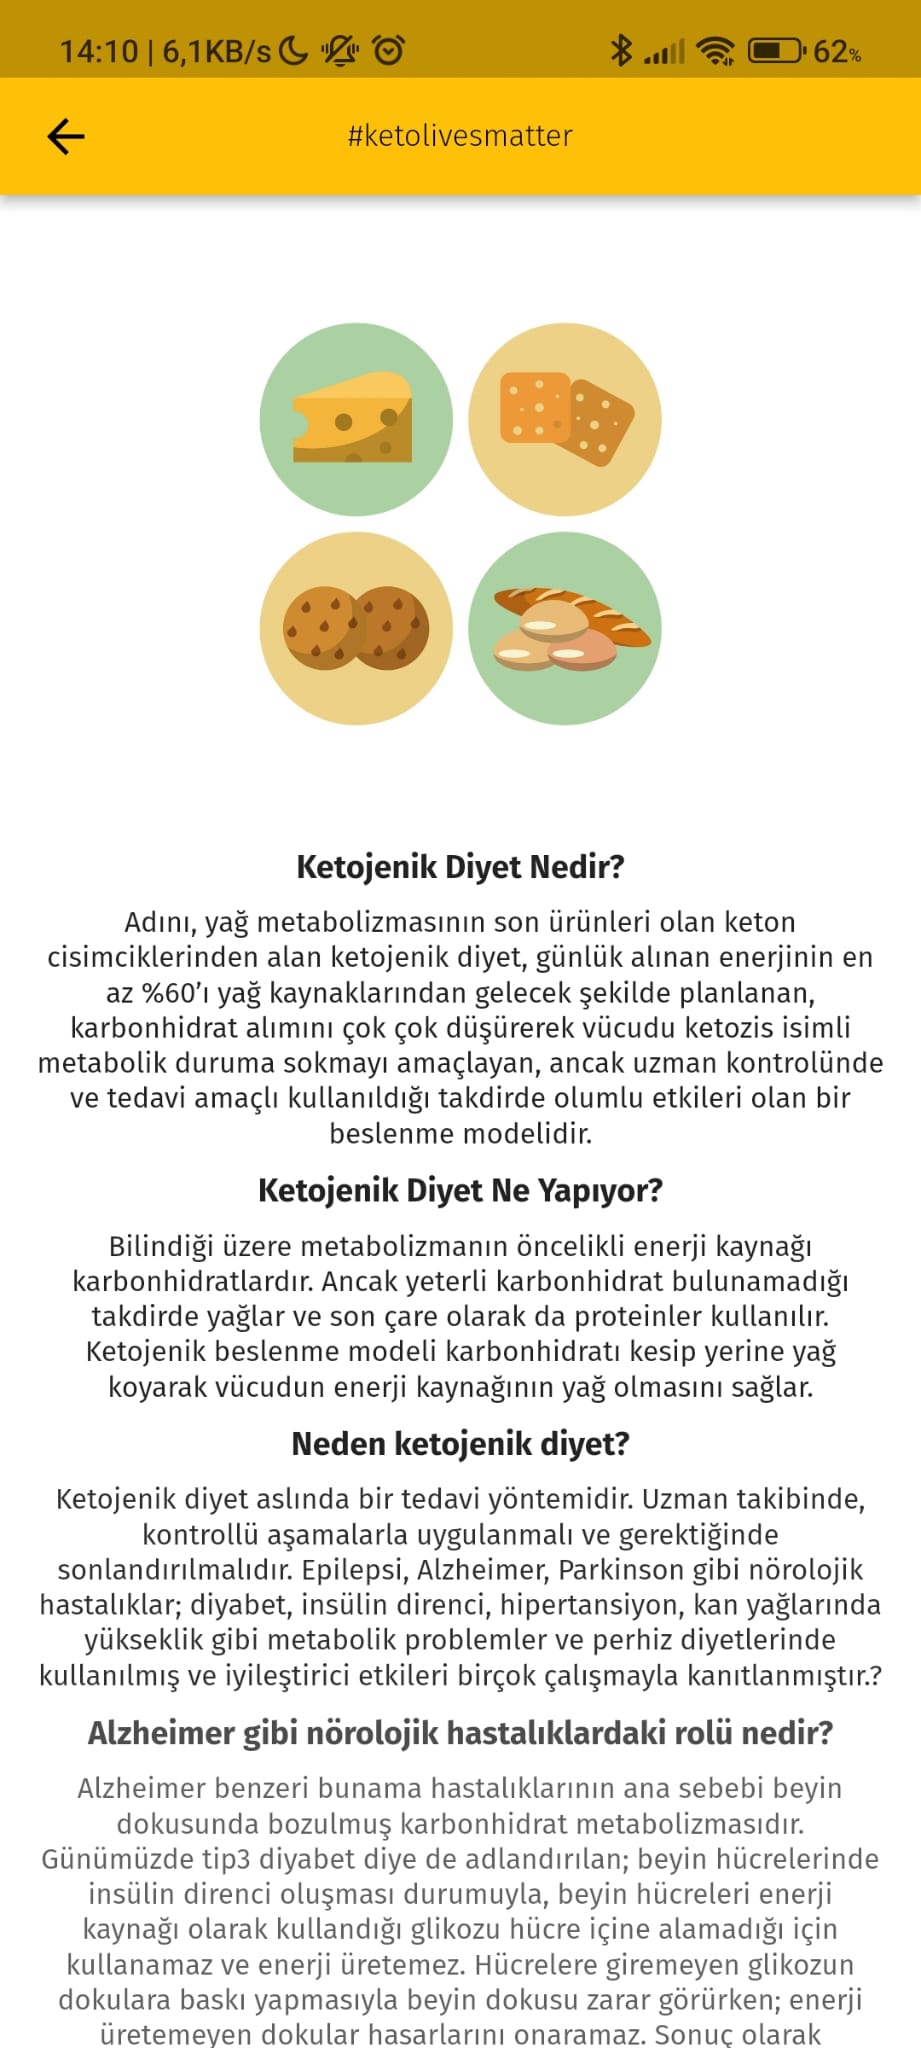 14:10 | 6,1KB/s 62%
#ketolivesmatter
Ketojenik Diyet Nedir?
Adını, yağ metabolizmasının son ürünleri olan keton
cisimciklerinden alan ketojenik diyet, günlük alınan enerjinin en
az %60’ı yağ kaynaklarından gelecek şekilde planlanan,
karbonhidrat alımını çok çok düşürerek vücudu ketozis isimli
metabolik duruma sokmayı amaçlayan, ancak uzman kontrolünde
ve tedavi amaçlı kullanıldığı takdirde olumlu etkileri olan bir
beslenme modelidir.
Ketojenik Diyet Ne Yapıyor?
Bilindiği üzere metabolizmanın öncelikli enerji kaynağı
karbonhidratlardır. Ancak yeterli karbonhidrat bulunamadığı
takdirde yağlar ve son çare olarak da proteinler kullanılır.
Ketojenik beslenme modeli karbonhidratı kesip yerine yağ
koyarak vücudun enerji kaynağının yağ olmasını sağlar.
Neden ketojenik diyet?
Ketojenik diyet aslında bir tedavi yöntemidir. Uzman takibinde,
kontrollü aşamalarla uygulanmalı ve gerektiğinde
sonlandırılmalıdır. Epilepsi, Alzheimer, Parkinson gibi nörolojik
hastalıklar; diyabet, insülin direnci, hipertansiyon, kan yağlarında
yükseklik gibi metabolik problemler ve perhiz diyetlerinde
kullanılmış ve iyileştirici etkileri birçok çalışmayla kanıtlanmıştır.?
Alzheimer gibi nörolojik hastalıklardaki rolü nedir?
Alzheimer benzeri bunama hastalıklarının ana sebebi beyin
dokusunda bozulmuş karbonhidrat metabolizmasıdır.
Günümüzde tip3 diyabet diye de adlandırılan; beyin hücrelerinde
insülin direnci oluşması durumuyla, beyin hücreleri enerji
kaynağı olarak kullandığı glikozu hücre içine alamadığı için
kullanamaz ve enerji üretemez. Hücrelere giremeyen glikozun
dokulara baskı yapmasıyla beyin dokusu zarar görürken; enerji
üretemeyen dokular hasarlarını onaramaz. Sonuç olarak